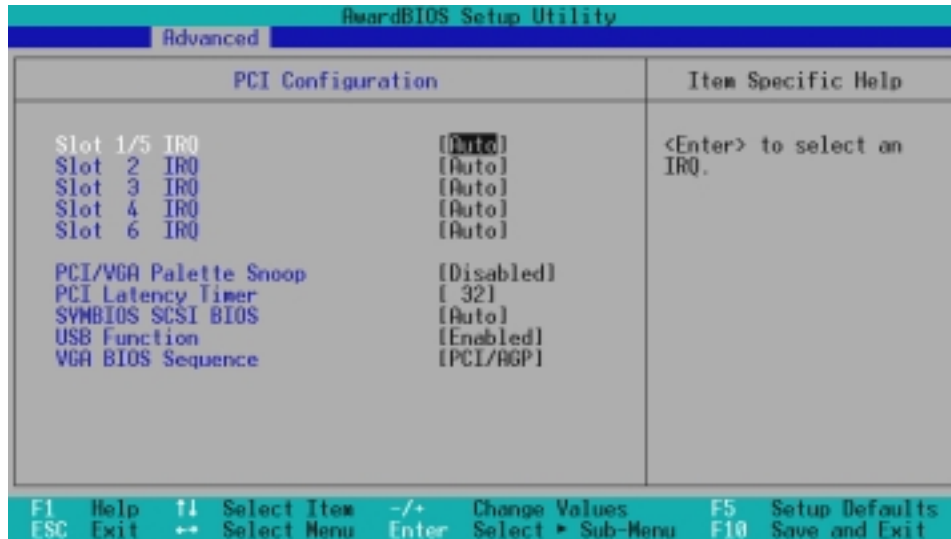 AwardBIOS Setup Utility
Advanced
PCI Configuration
Item Specific Help
Slot 1/5 IRQ [Auto]
Slot 2 IRQ [Auto]
Slot 3 IRQ [Auto]
Slot 4 IRQ [Auto]
Slot 6 IRQ [Auto]
PCI/VGA Palette Snoop [Disabled]
PCI Latency Timer [ 32]
SYMBIOS SCSI BIOS [Auto]
USB Function [Enabled]
VGA BIOS Sequence [PCI/AGP]
<Enter> to select an
IRQ.
F1 Help ↑↓ Select Item -/+ Change Values F5 Setup Defaults
ESC Exit ←→ Select Menu Enter Select ► Sub-Menu F10 Save and Exit